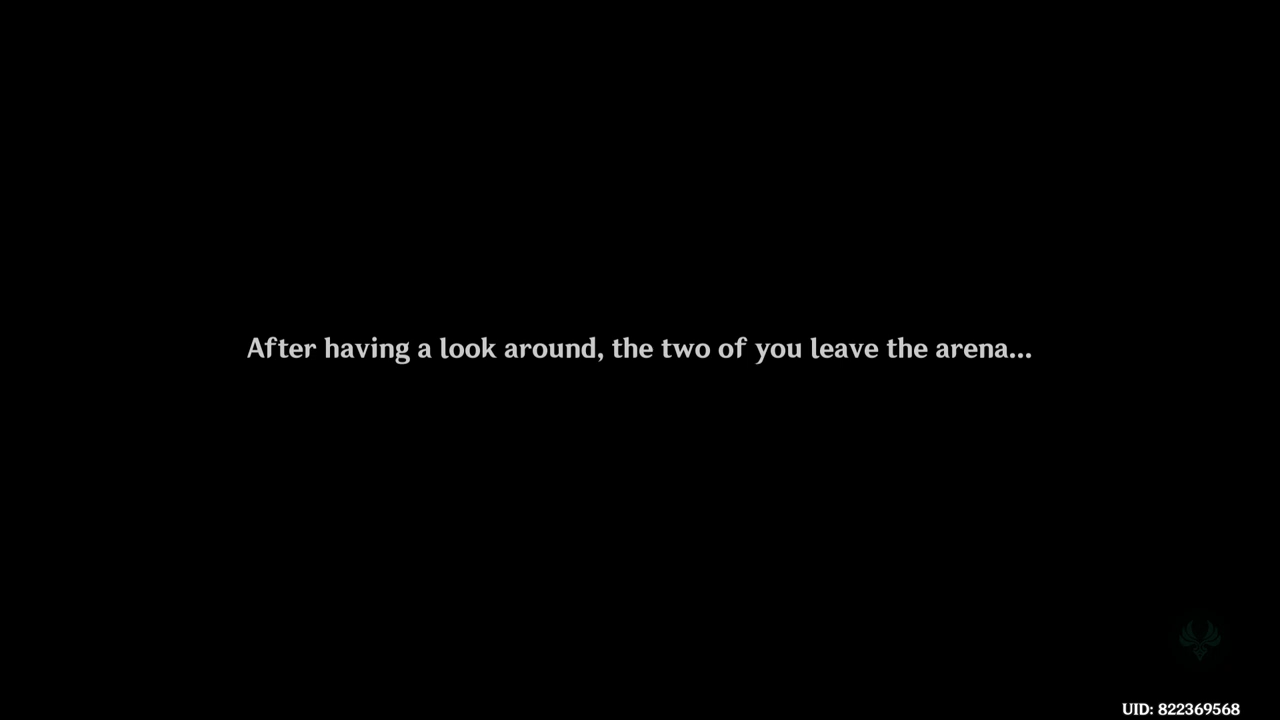 After having a look around, the two of you leave the arena...
UID: 822369568